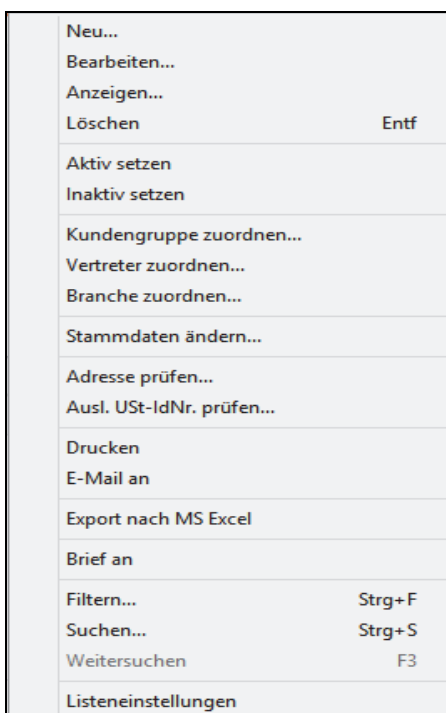 Neu...
Bearbeiten...
Anzeigen...
Löschen Entf
Aktiv setzen
Inaktiv setzen
Kundengruppe zuordnen...
Vertreter zuordnen...
Branche zuordnen...
Stammdaten ändern...
Adresse prüfen...
Ausl. USt-IdNr. prüfen...
Drucken
E-Mail an
Export nach MS Excel
Brief an
Filtern... Strg+F
Suchen... Strg+S
Weitersuchen F3
Listeneinstellungen